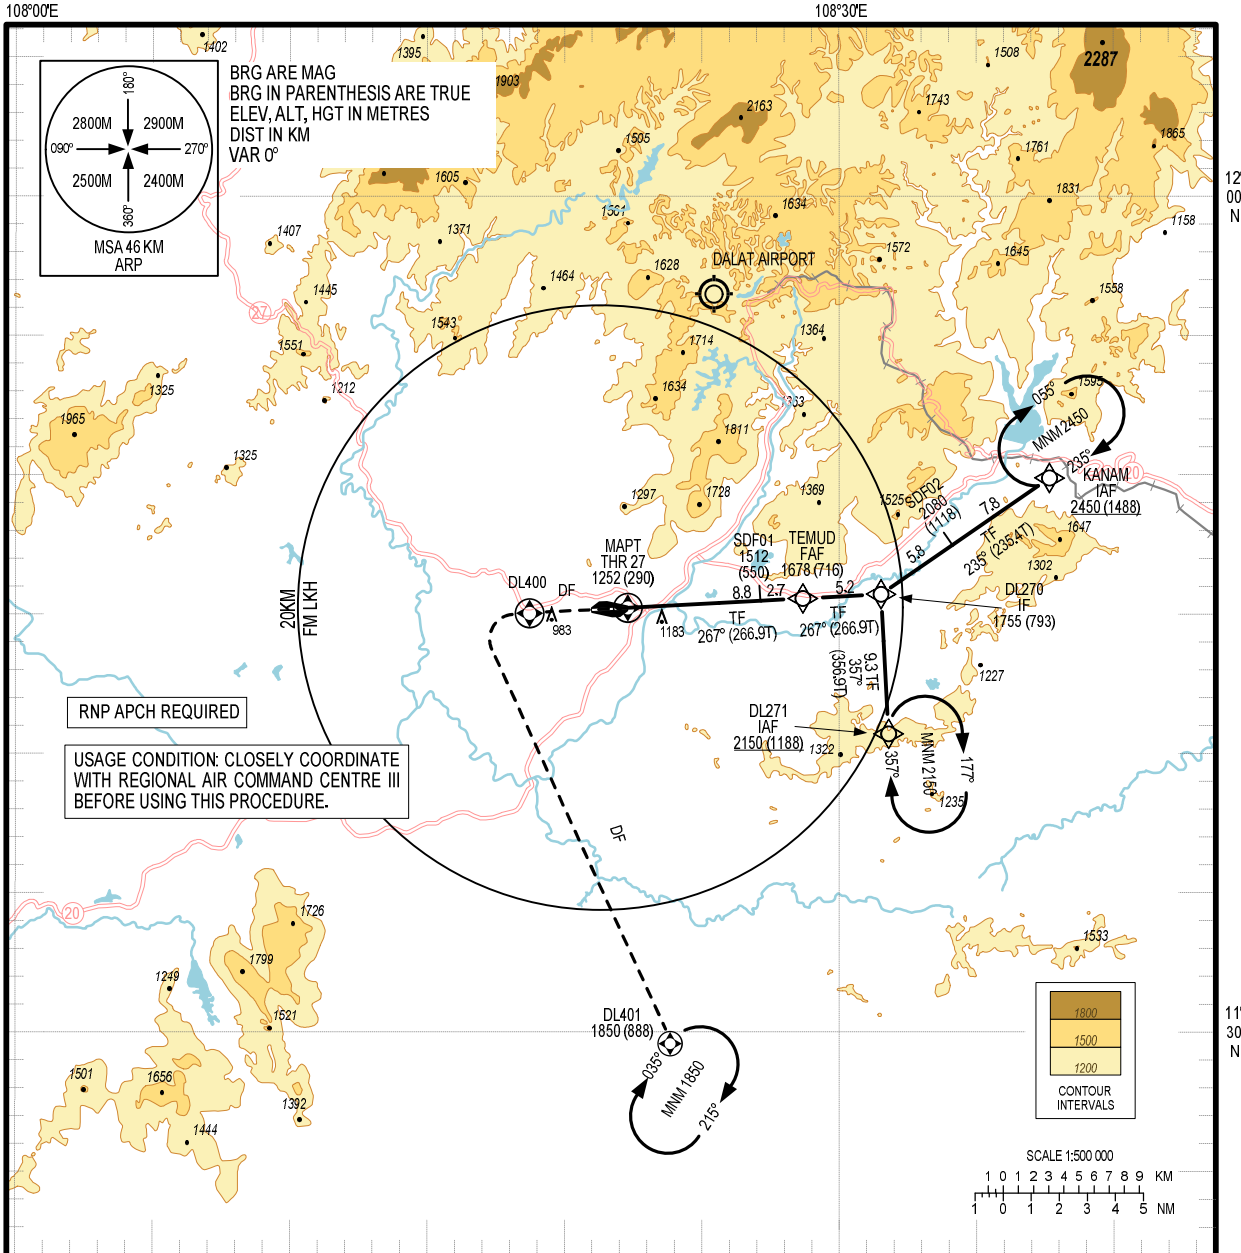 108°00'E
108°30'E
1402
1395
1508
2287
BRG ARE MAG
BRG IN PARENTHESIS ARE TRUE
ELEV, ALT, HGT IN METRES
DIST IN KM
VAR 0°
180°
2800M
2900M
090°
270°
2500M
2400M
360°
MSA 46 KM
ARP
1903
2163
1743
1505
1761
1865
1605
1831
12°
00'
N
1561
1634
1158
1407
1371
1572
1645
DALAT AIRPORT
1628
1464
1445
1558
27
1543
1364
1551
1714
1325
1212
1634
1363
055°
1595
MNM 2450
1965
1811
1325
235°
20
KANAM
IAF
2450 (1488)
1297
1728
1369
1525
SDF02
2080
(1118)
7.8
TF
235° (235.4T)
5.8
1647
1302
MAPT
THR 27
1252 (290)
SDF01
1512
(550)
TEMUD
FAF
1678 (716)
DL400
DF
8.8
2.7
5.2
DL270
IF
1755 (793)
20KM
FM LKH
983
1183
TF
267° (266.9T)
TF
267° (266.9T)
9.3 TF
357°
(356.9T)
1227
RNP APCH REQUIRED
DL271
IAF
2150 (1188)
1322
357°
MNM 2150
177°
1235
USAGE CONDITION: CLOSELY COORDINATE
WITH REGIONAL AIR COMMAND CENTRE III
BEFORE USING THIS PROCEDURE.
DF
20
1726
1533
1799
1249
1521
DL401
1850 (888)
035°
MNM 1850
215°
11°
30'
N
1800
1500
1200
CONTOUR
INTERVALS
1501
1656
1392
1444
SCALE 1:500 000
1 0 1 2 3 4 5 6 7 8 9 KM
1 0 1 2 3 4 5 NM